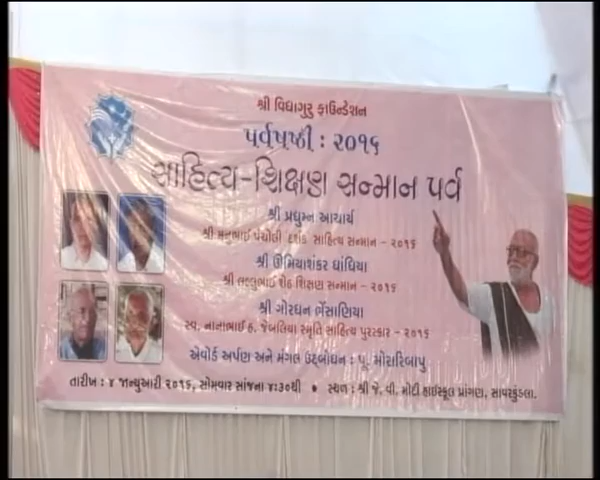 શ્રી વિદ્યાગુરુ ફાઉન્ડેશન
પર્વષષ્ઠી : ૨૦૧૬
સાહિત્ય-શિક્ષણ સન્માન પર્વ
શ્રી પ્રધુમ્ન આચાર્ય
શ્રી મનુભાઈ પંચોલી દર્શક સાહિત્ય સન્માન - ૨૦૧૬
શ્રી ઊમિયાશંકર ધાંધિયા
શ્રી લલ્લુભાઈ શેઠ શિક્ષણ સન્માન - ૨૦૧૬
શ્રી ગોરધન ભેંસાણિયા
સ્વ. નાનાભાઈ હ. જેબલિયા સ્મૃતિ સાહિત્ય પુરસ્કાર - ૨૦૧૬
એવોર્ડ અર્પણ અને મંગલ ઉદ્બોધન : પૂ. મોરારિબાપુ
તારીખ : ૪ જાન્યુઆરી ૨૦૧૬, સોમવાર સાંજના ૪:૩૦થી • સ્થળ : શ્રી જે. વી. મોદી હાઈસ્કૂલ પ્રાંગણ, સાવરકુંડલા.